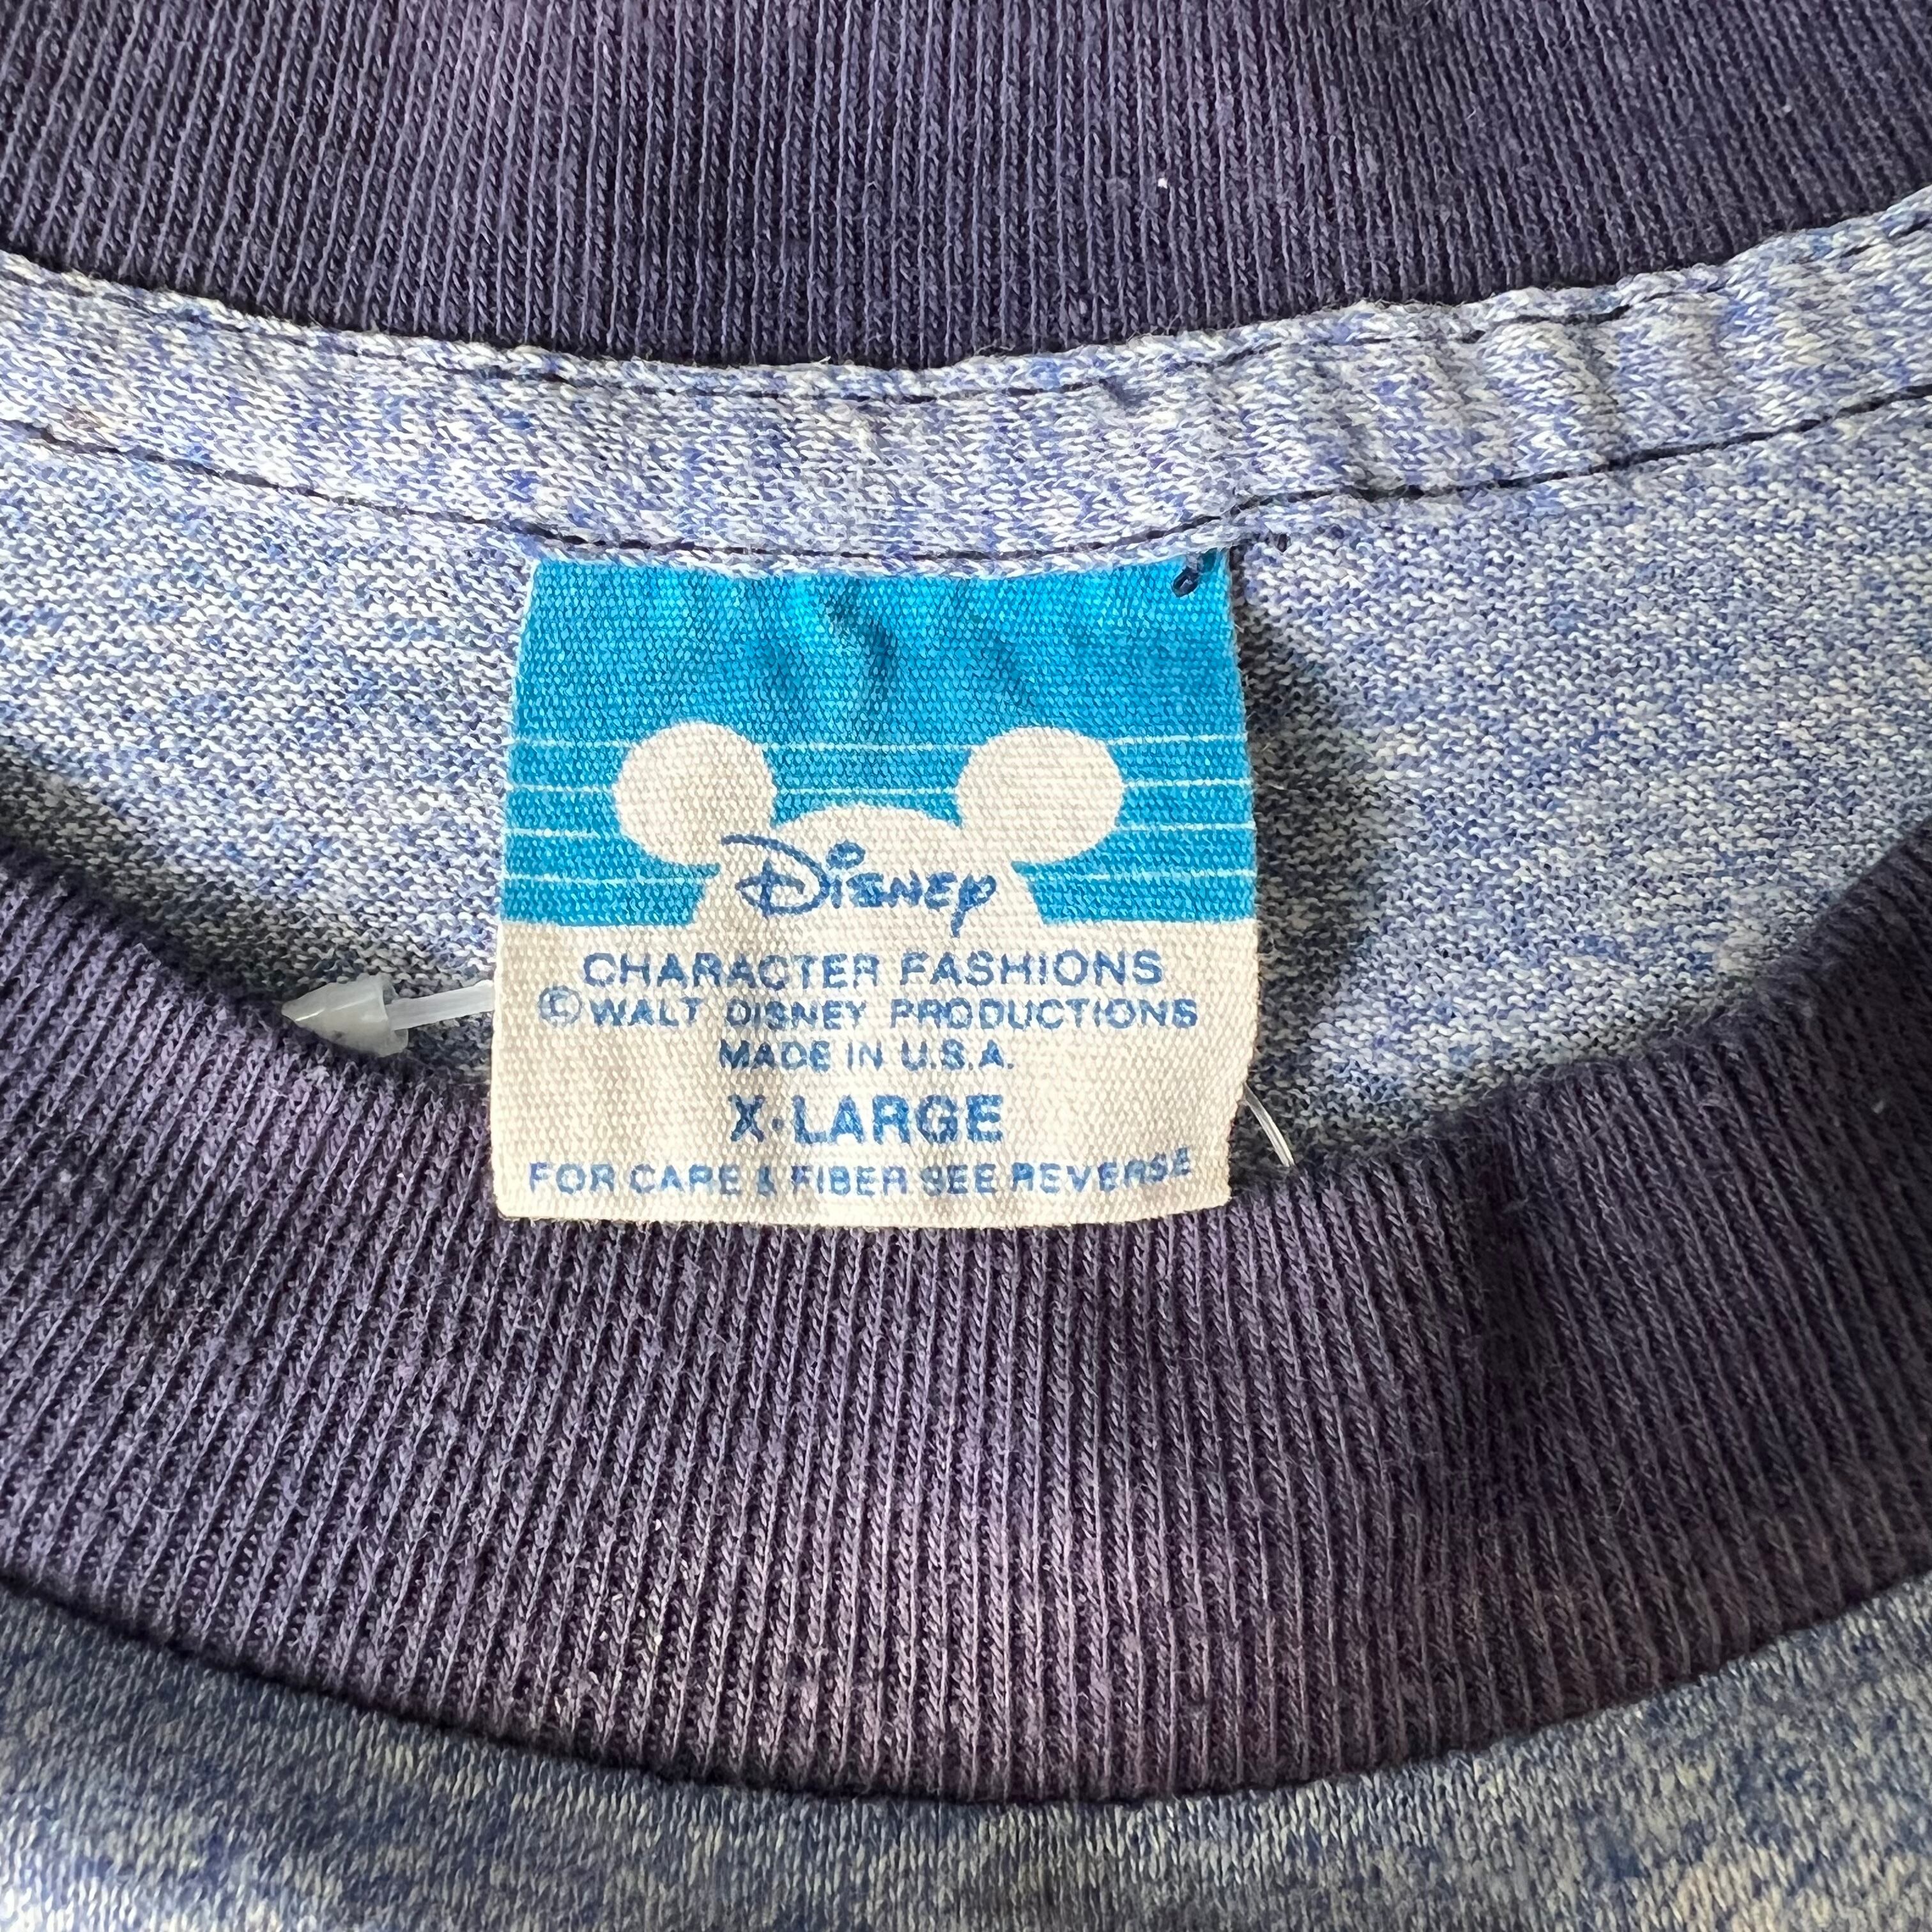 Disney
CHARACTER FASHIONS
©WALT DISNEY PRODUCTIONS
MADE IN U.S.A.
X-LARGE
FOR CARE & FIBER SEE REVERSE